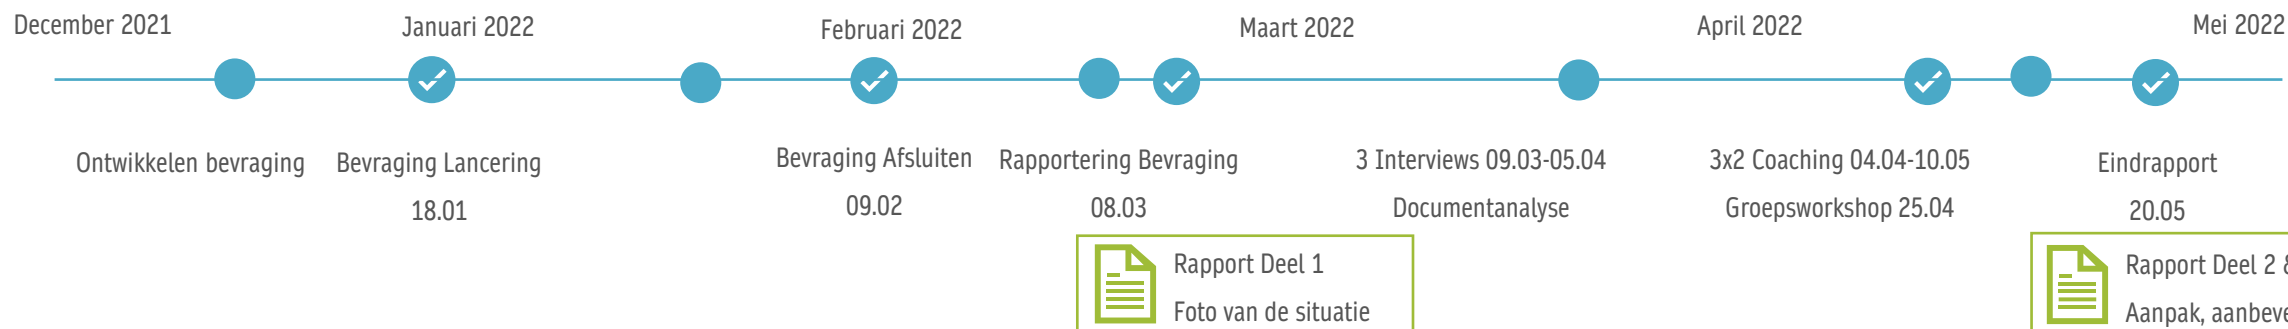 December 2021
Januari 2022
Februari 2022
Maart 2022
April 2022
Mei 2022
Ontwikkelen bevraging
Bevraging Lancering
18.01
Bevraging Afsluiten
09.02
Rapportering Bevraging
08.03
3 Interviews 09.03-05.04
Documentanalyse
3x2 Coaching 04.04-10.05
Groepsworkshop 25.04
Eindrapport
20.05
Rapport Deel 1
Foto van de situatie
Rapport Deel 2 &
Aanpak,